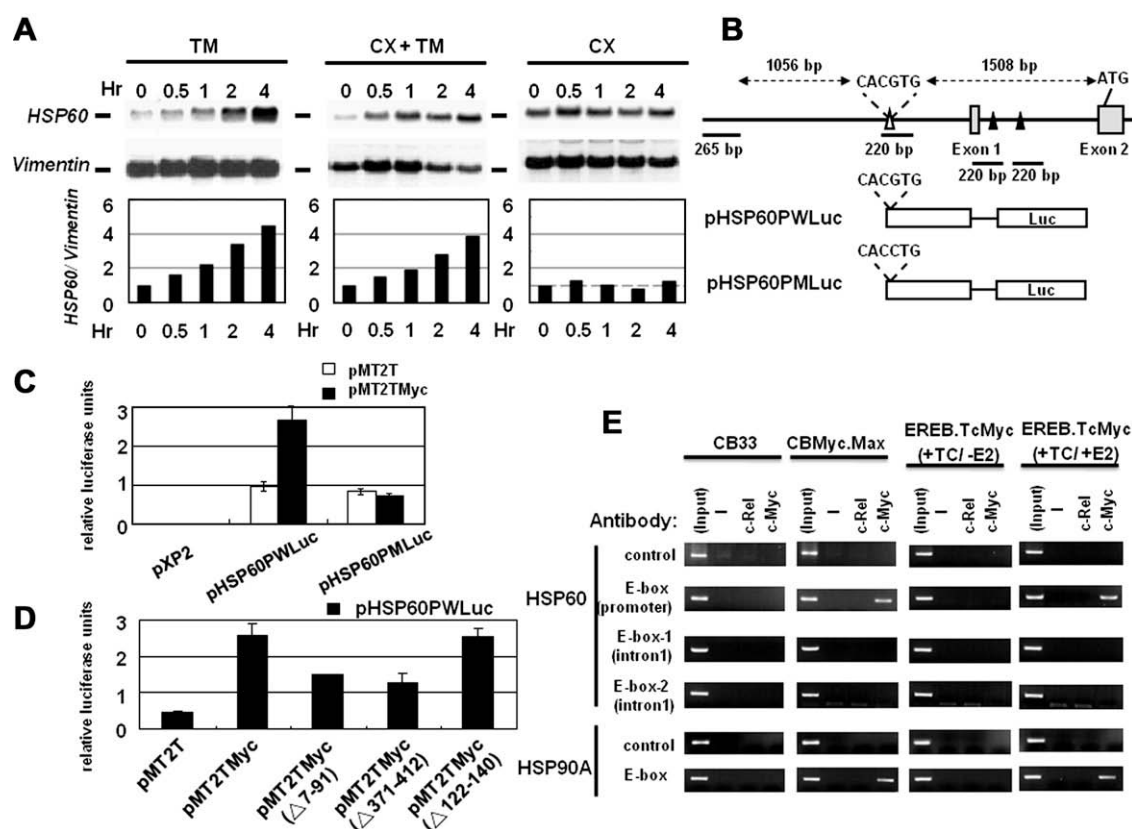 A
TM
CX + TM
CX
Hr 0 0.5 1 2 4 0 0.5 1 2 4 0 0.5 1 2 4
HSP60
Vimentin
HSP60/ Vimentin
6 6 6
4 4 4
2 2 2
0 0 0
Hr 0 0.5 1 2 4 Hr 0 0.5 1 2 4 Hr 0 0.5 1 2 4
B
1056 bp
CACGTG
1508 bp
ATG
265 bp
220 bp
Exon 1
Exon 2
220 bp 220 bp
CACGTG
pHSP60PWLuc
Luc
CACCTG
pHSP60PMLuc
Luc
C
pMT2T
pMT2TMyc
relative luciferase units
3
2
1
0
pXP2
pHSP60PWLuc
pHSP60PMLuc
D
pHSP60PWLuc
relative luciferase units
3
2
1
0
pMT2T
pMT2TMyc
pMT2TMyc
(△7-91)
pMT2TMyc
(△371-412)
pMT2TMyc
(△122-140)
E
CB33
CBMyc.Max
EREB.TcMyc
(+TC/ -E2)
EREB.TcMyc
(+TC/ +E2)
Antibody:
(Input) – c-Rel c-Myc (Input) – c-Rel c-Myc (Input) – c-Rel c-Myc (Input) – c-Rel c-Myc
HSP60
control
E-box
(promoter)
E-box-1
(intron1)
E-box-2
(intron1)
HSP90A
control
E-box